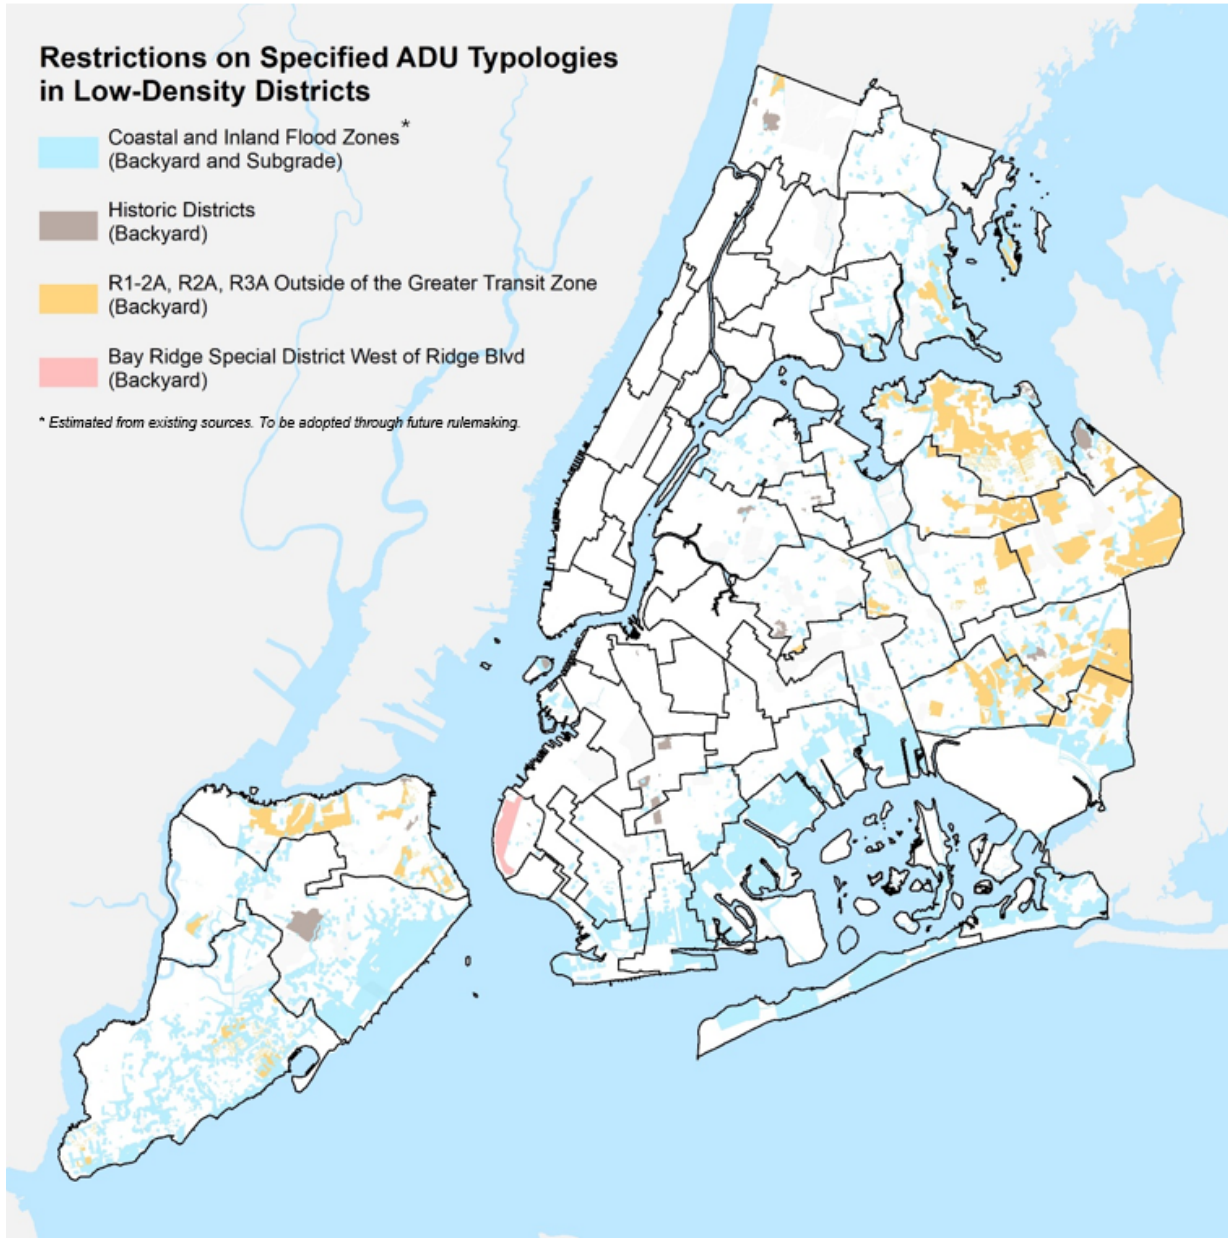 Restrictions on Specified ADU Typologies
in Low-Density Districts
Coastal and Inland Flood Zones*
(Backyard and Subgrade)
Historic Districts
(Backyard)
R1-2A, R2A, R3A Outside of the Greater Transit Zone
(Backyard)
Bay Ridge Special District West of Ridge Blvd
(Backyard)
* Estimated from existing sources. To be adopted through future rulemaking.